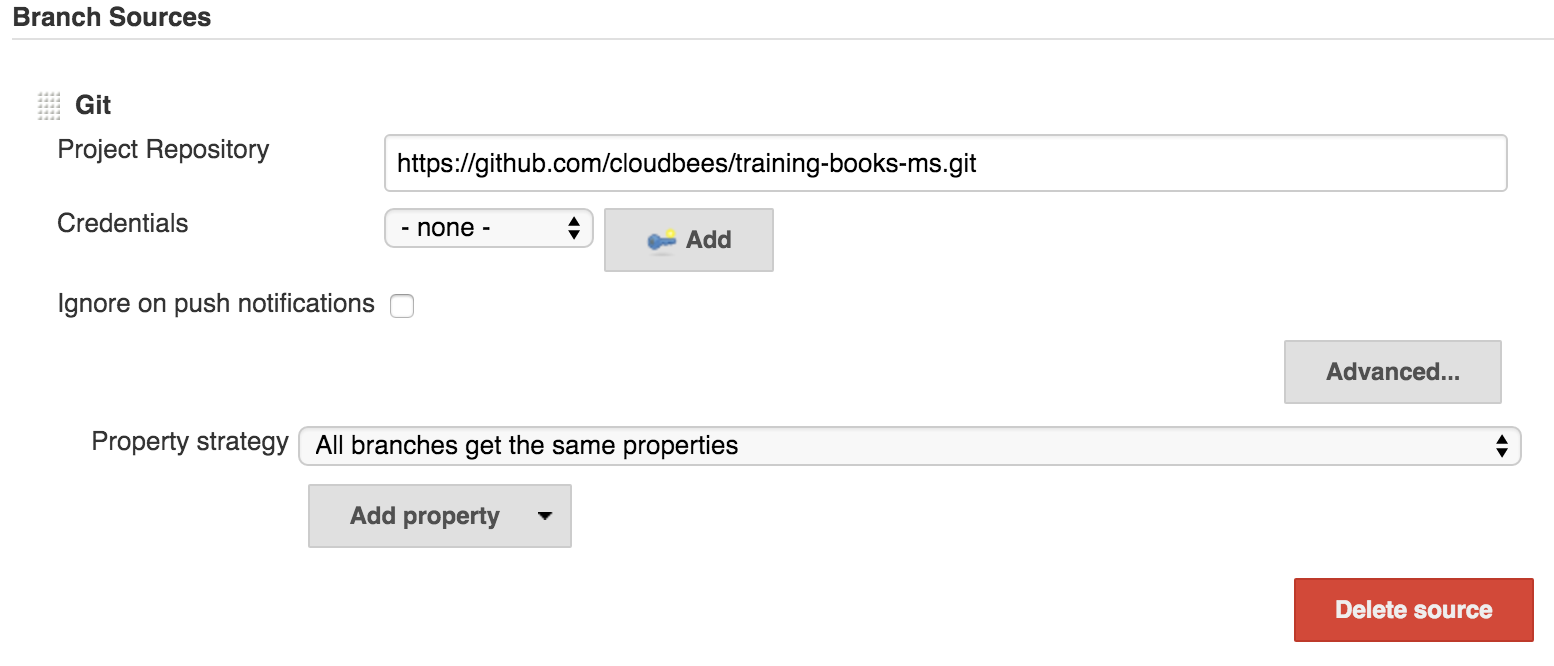 Branch Sources
Git
Project Repository
https://github.com/cloudbees/training-books-ms.git
Credentials
- none -
Add
Ignore on push notifications
Advanced...
Property strategy
All branches get the same properties
Add property
Delete source